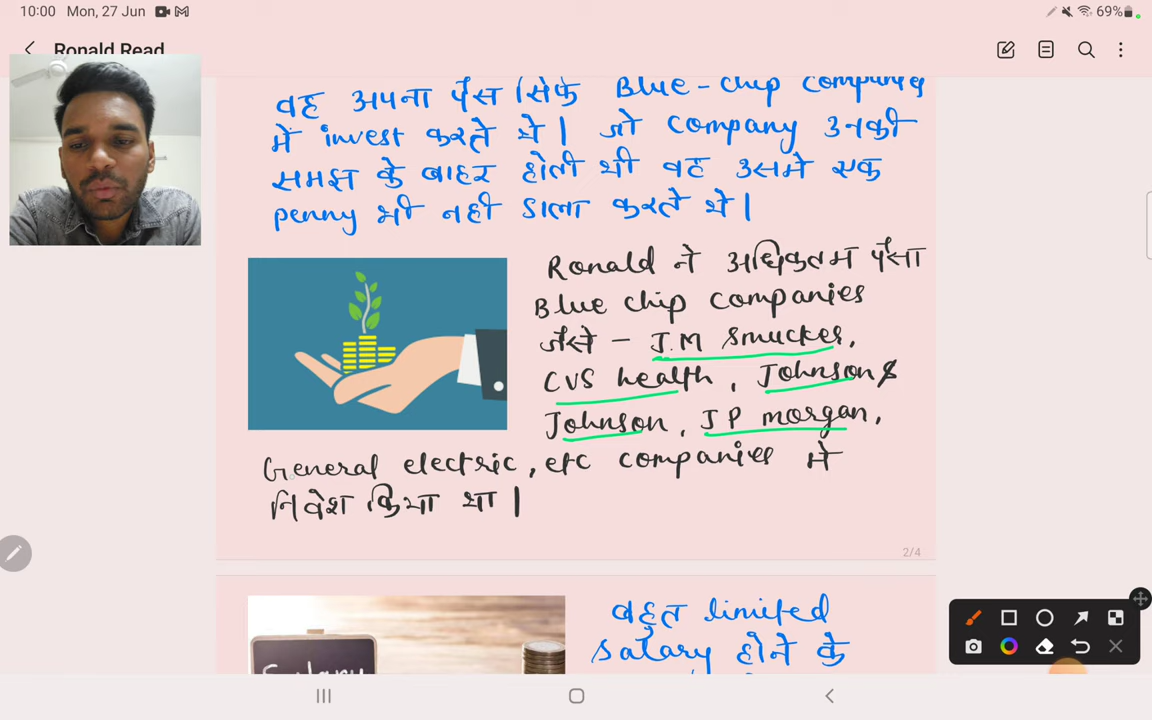 10:00 Mon, 27 Jun 69%
Ronald Read
वह अपना पैसा सिर्फ Blue-chip companies
मे invest करते थे। जो company उनकी
समझ के बाहर होती थी वह उसमे एक
penny भी नही डाला करते थे।
Ronald ने अधिकतम पैसा
Blue chip companies
जैसे - J.M Smucker,
CVS health, Johnson &
Johnson, J P morgan,
General electric, etc companies मे
निवेश किया था।
2/4
बहुत limited
salary होने के
Salary